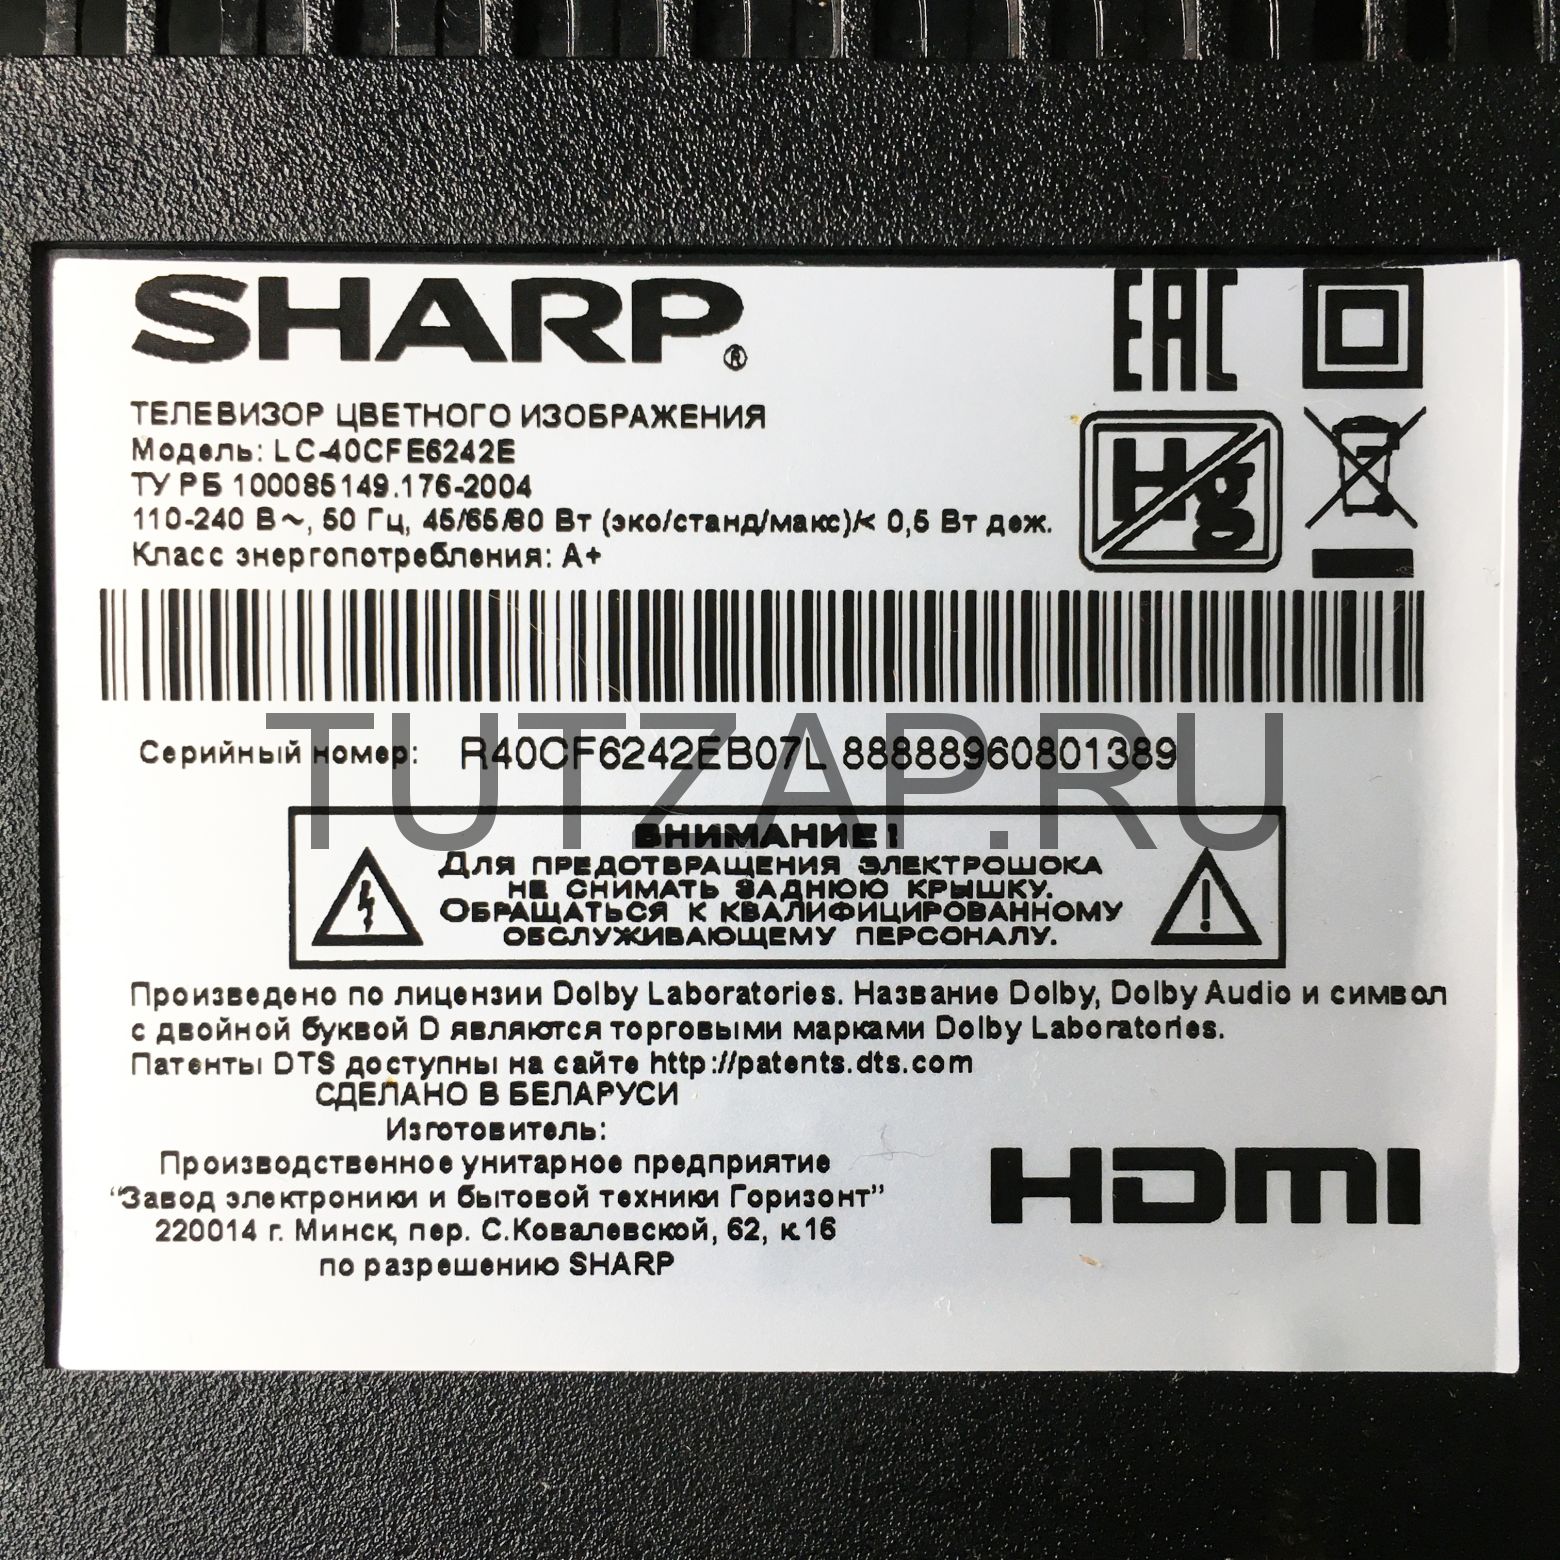 SHARP®
EAC
ТЕЛЕВИЗОР ЦВЕТНОГО ИЗОБРАЖЕНИЯ
Модель: LC-40CFE6242E
ТУ РБ 100085149.176-2004
110-240 В~, 50 Гц, 45/65/80 Вт (эко/станд/макс)/< 0,5 Вт деж.
Класс энергопотребления: А+
Hg
Серийный номер: R40CF6242EB07L 88888960801389
TUTZAP.RU
ВНИМАНИЕ!
ДЛЯ ПРЕДОТВРАЩЕНИЯ ЭЛЕКТРОШОКА
НЕ СНИМАТЬ ЗАДНЮЮ КРЫШКУ.
ОБРАЩАТЬСЯ К КВАЛИФИЦИРОВАННОМУ
ОБСЛУЖИВАЮЩЕМУ ПЕРСОНАЛУ.
Произведено по лицензии Dolby Laboratories. Название Dolby, Dolby Audio и символ
с двойной буквой D являются торговыми марками Dolby Laboratories.
Патенты DTS доступны на сайте http://patents.dts.com
СДЕЛАНО В БЕЛАРУСИ
Изготовитель:
Производственное унитарное предприятие
“Завод электроники и бытовой техники Горизонт”
220014 г. Минск, пер. С.Ковалевской, 62, к.16
по разрешению SHARP
HDMI